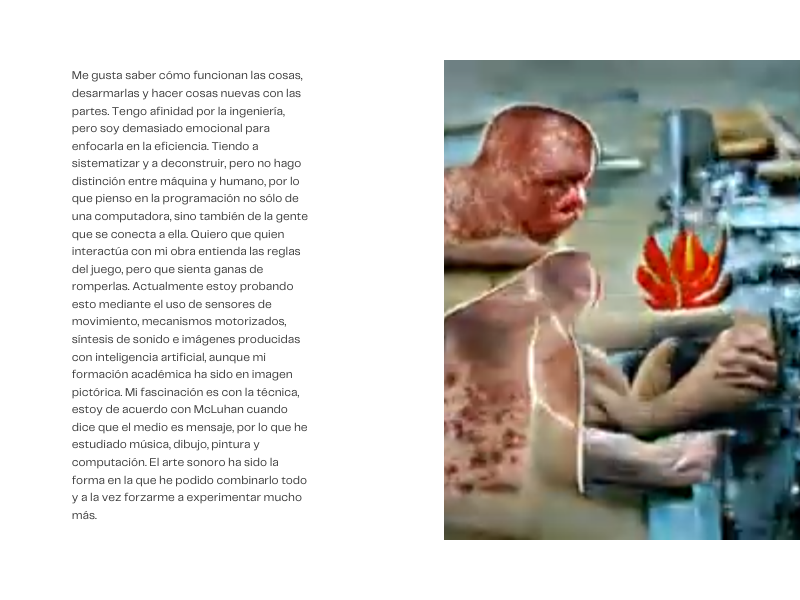 Me gusta saber cómo funcionan las cosas,
desarmarlas y hacer cosas nuevas con las
partes. Tengo afinidad por la ingeniería,
pero soy demasiado emocional para
enfocarla en la eficiencia. Tiendo a
sistematizar y a deconstruir, pero no hago
distinción entre máquina y humano, por lo
que pienso en la programación no sólo de
una computadora, sino también de la gente
que se conecta a ella. Quiero que quien
interactúa con mi obra entienda las reglas
del juego, pero que sienta ganas de
romperlas. Actualmente estoy probando
esto mediante el uso de sensores de
movimiento, mecanismos motorizados,
síntesis de sonido e imágenes producidas
con inteligencia artificial, aunque mi
formación académica ha sido en imagen
pictórica. Mi fascinación es con la técnica,
estoy de acuerdo con McLuhan cuando
dice que el medio es mensaje, por lo que he
estudiado música, dibujo, pintura y
computación. El arte sonoro ha sido la
forma en la que he podido combinarlo todo
y a la vez forzarme a experimentar mucho
más.